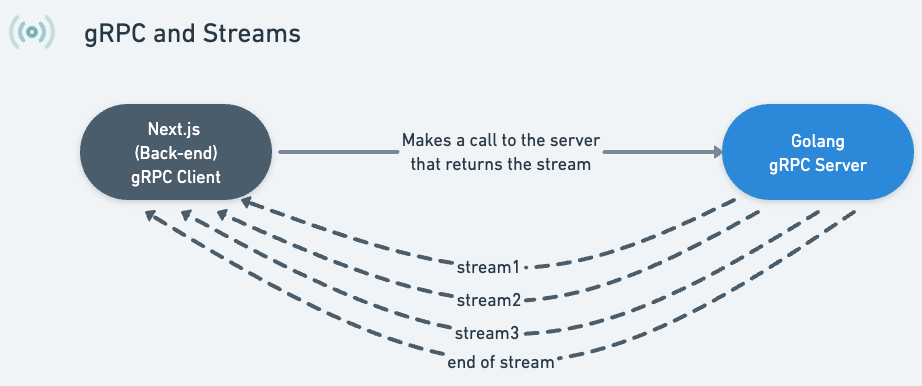 gRPC and Streams
Next.js
(Back-end)
gRPC Client
Makes a call to the server
that returns the stream
Golang
gRPC Server
stream1
stream2
stream3
end of stream